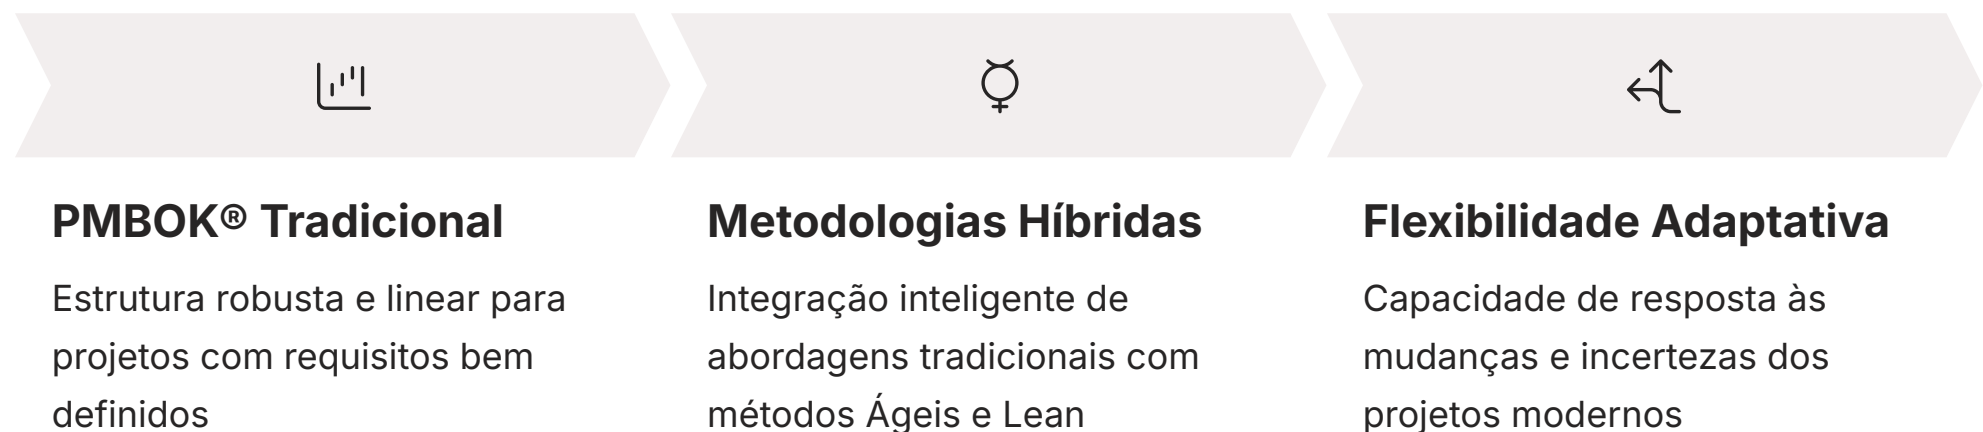 PMBOK® Tradicional
Estrutura robusta e linear para
projetos com requisitos bem
definidos
Metodologias Híbridas
Integração inteligente de
abordagens tradicionais com
métodos Ágeis e Lean
Flexibilidade Adaptativa
Capacidade de resposta às
mudanças e incertezas dos
projetos modernos